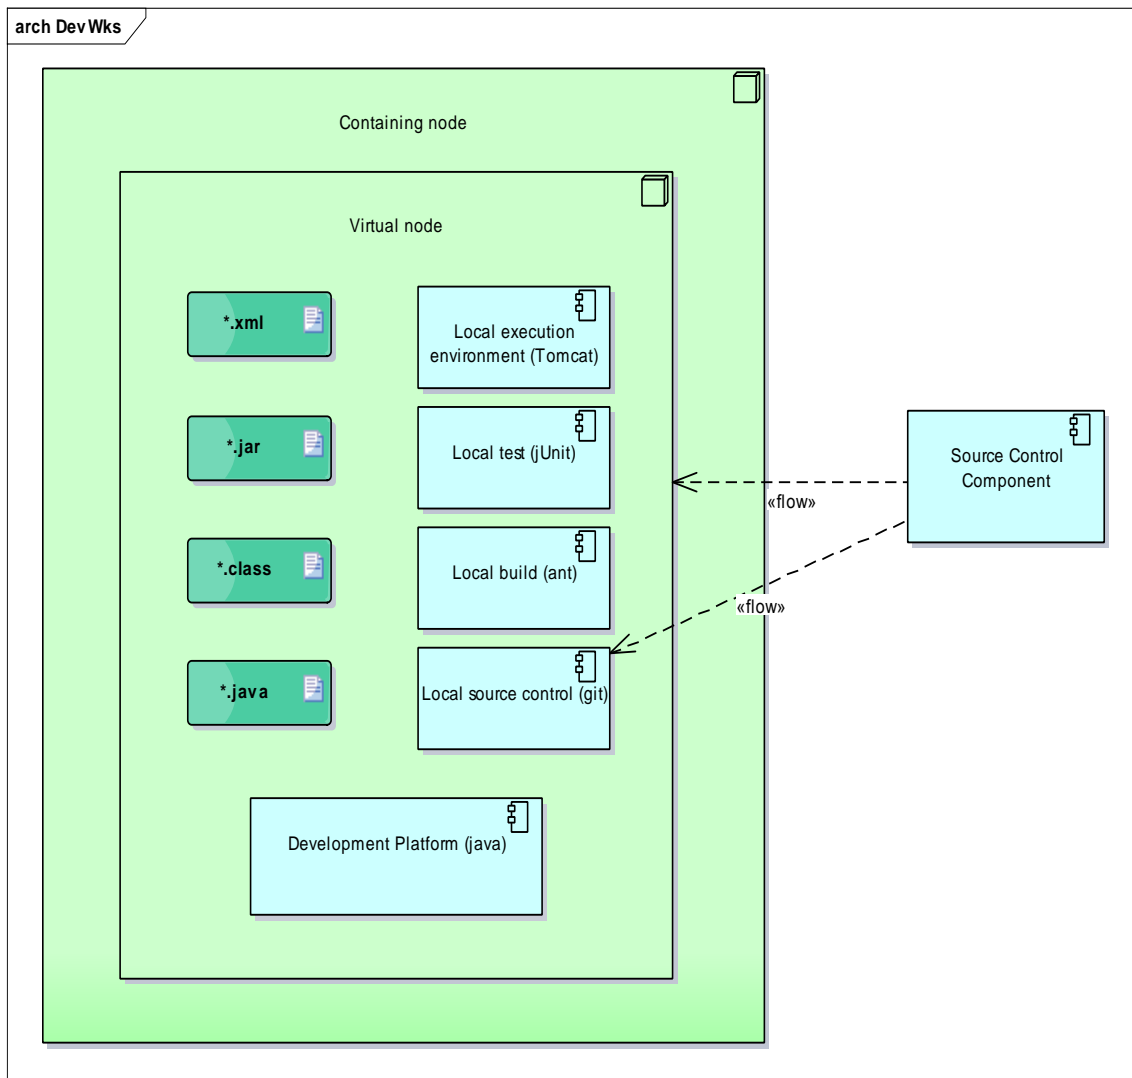 arch DevWks
Containing node
Virtual node
*.xml
Local execution
environment (Tomcat)
*.jar
Local test (jUnit)
Source Control
Component
«flow»
*.class
Local build (ant)
«flow»
*.java
Local source control (git)
Development Platform (java)